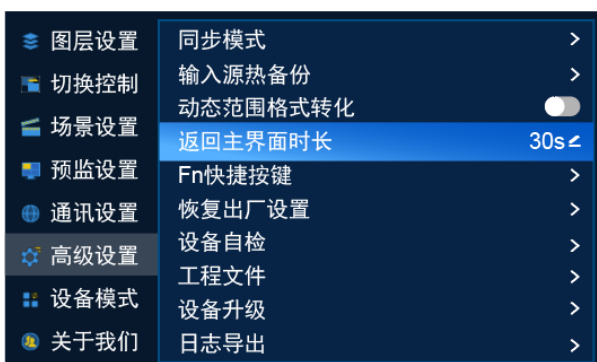 图层设置
切换控制
场景设置
预监设置
通讯设置
高级设置
设备模式
关于我们
同步模式 >
输入源热备份 >
动态范围格式转化
返回主界面时长 30s
Fn快捷按键 >
恢复出厂设置 >
设备自检 >
工程文件 >
设备升级 >
日志导出 >